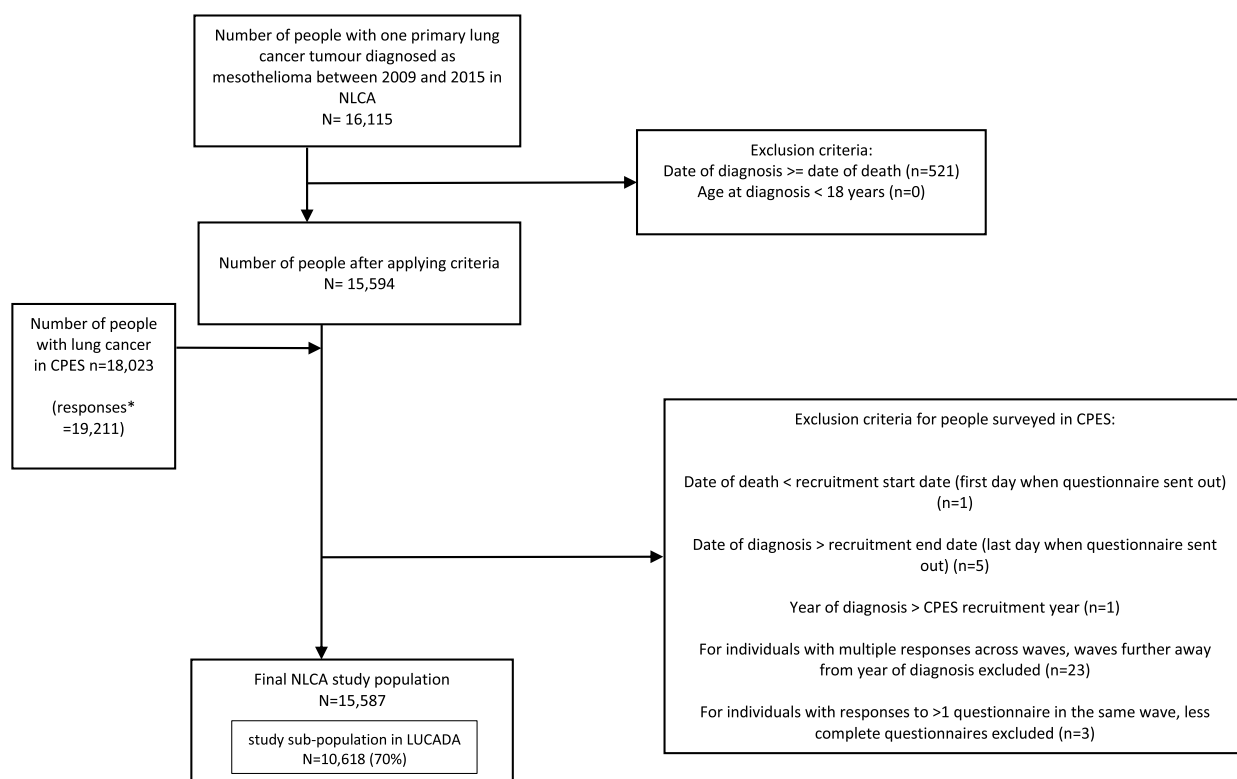 Number of people with one primary lung
cancer tumour diagnosed as
mesothelioma between 2009 and 2015 in
NLCA
N= 16,115
Exclusion criteria:
Date of diagnosis >= date of death (n=521)
Age at diagnosis < 18 years (n=0)
Number of people after applying criteria
N= 15,594
Number of people
with lung cancer
in CPES n=18,023
(responses*
=19,211)
Exclusion criteria for people surveyed in CPES:
Date of death < recruitment start date (first day when questionnaire sent out)
(n=1)
Date of diagnosis > recruitment end date (last day when questionnaire sent
out) (n=5)
Year of diagnosis > CPES recruitment year (n=1)
For individuals with multiple responses across waves, waves further away
from year of diagnosis excluded (n=23)
For individuals with responses to >1 questionnaire in the same wave, less
complete questionnaires excluded (n=3)
Final NLCA study population
N=15,587
study sub-population in LUCADA
N=10,618 (70%)